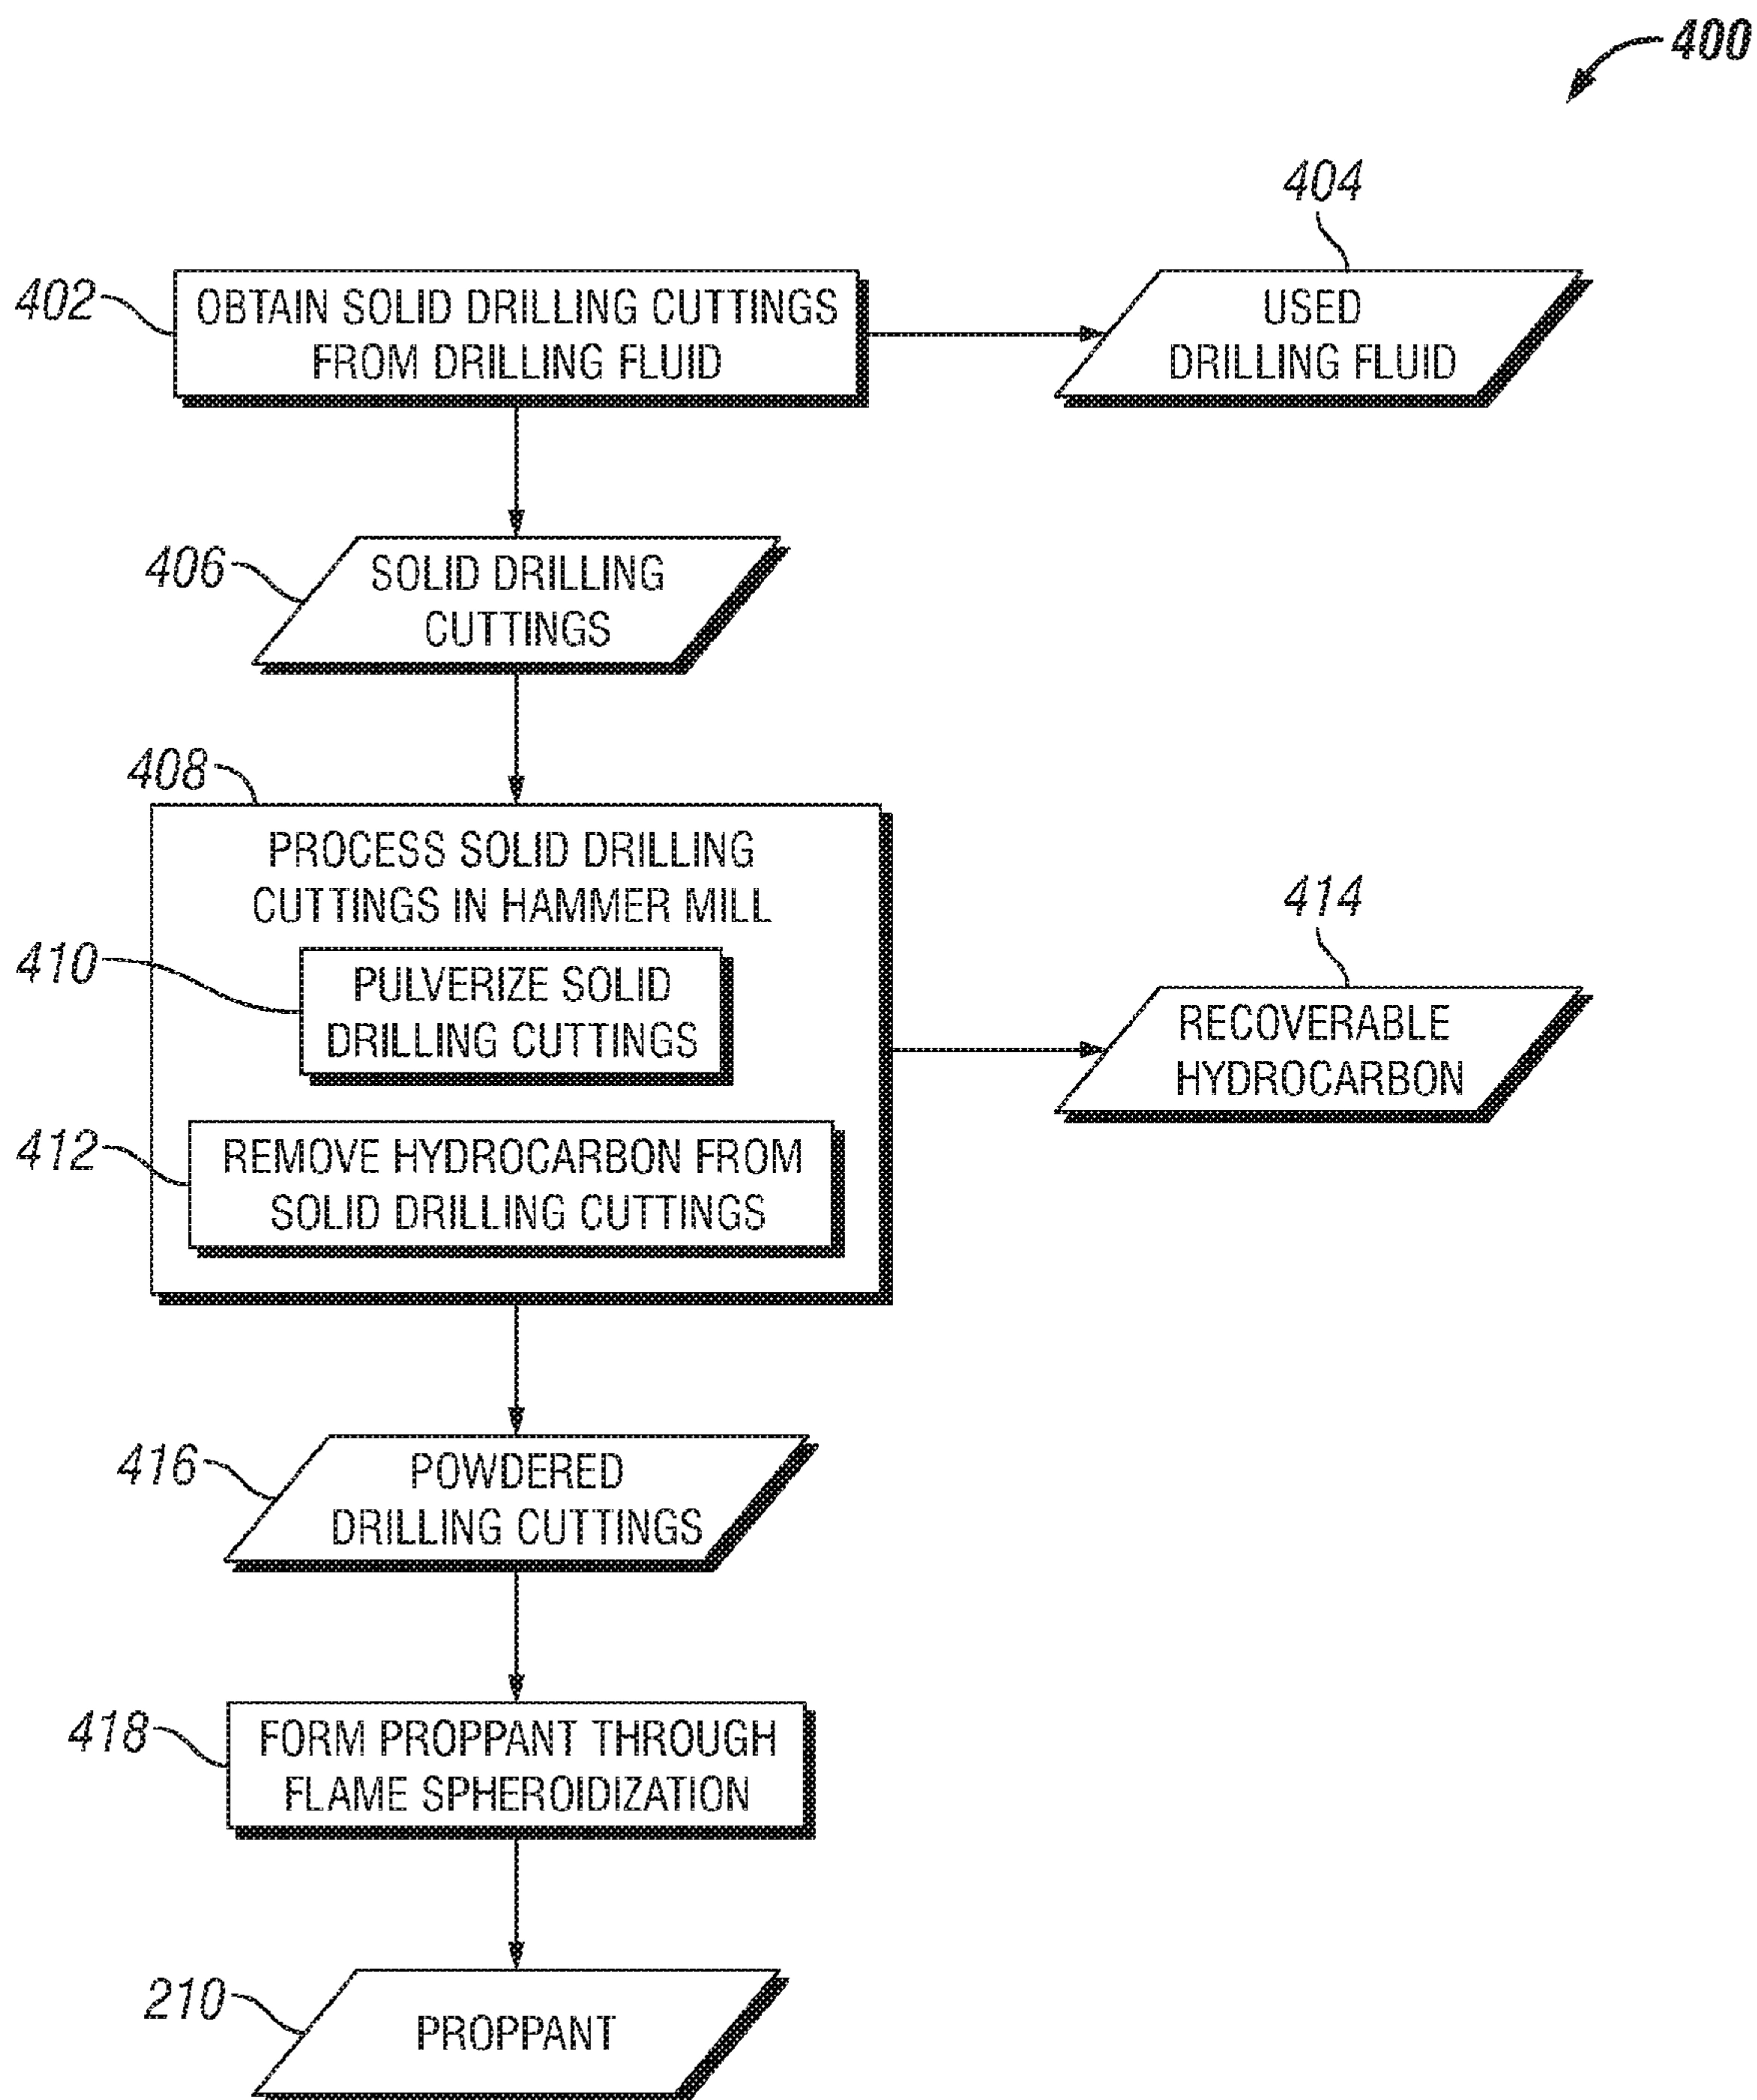 400
404
402
OBTAIN SOLID DRILLING CUTTINGS
FROM DRILLING FLUID
USED
DRILLING FLUID
406
SOLID DRILLING
CUTTINGS
408
PROCESS SOLID DRILLING
CUTTINGS IN HAMMER MILL
414
410
PULVERIZE SOLID
DRILLING CUTTINGS
RECOVERABLE
HYDROCARBON
412
REMOVE HYDROCARBON FROM
SOLID DRILLING CUTTINGS
416
POWDERED
DRILLING CUTTINGS
418
FORM PROPPANT THROUGH
FLAME SPHEROIDIZATION
210
PROPPANT